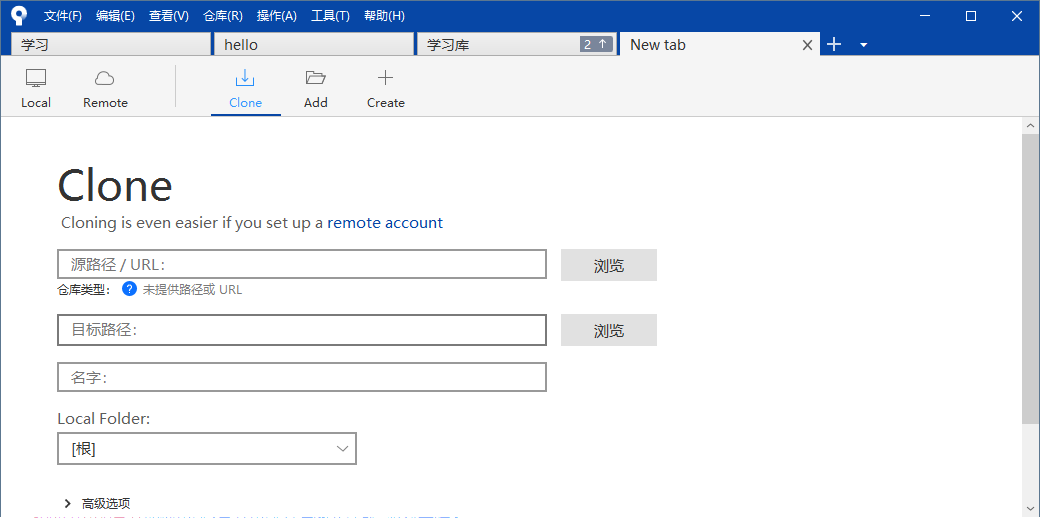 文件(F) 编辑(E) 查看(V) 仓库(R) 操作(A) 工具(T) 帮助(H)
学习 hello 学习库 2 ↑ New tab
Local Remote Clone Add Create
Clone
Cloning is even easier if you set up a remote account
源路径 / URL: 浏览
仓库类型: ? 未提供路径或 URL
目标路径: 浏览
名字:
Local Folder:
[根]
高级选项